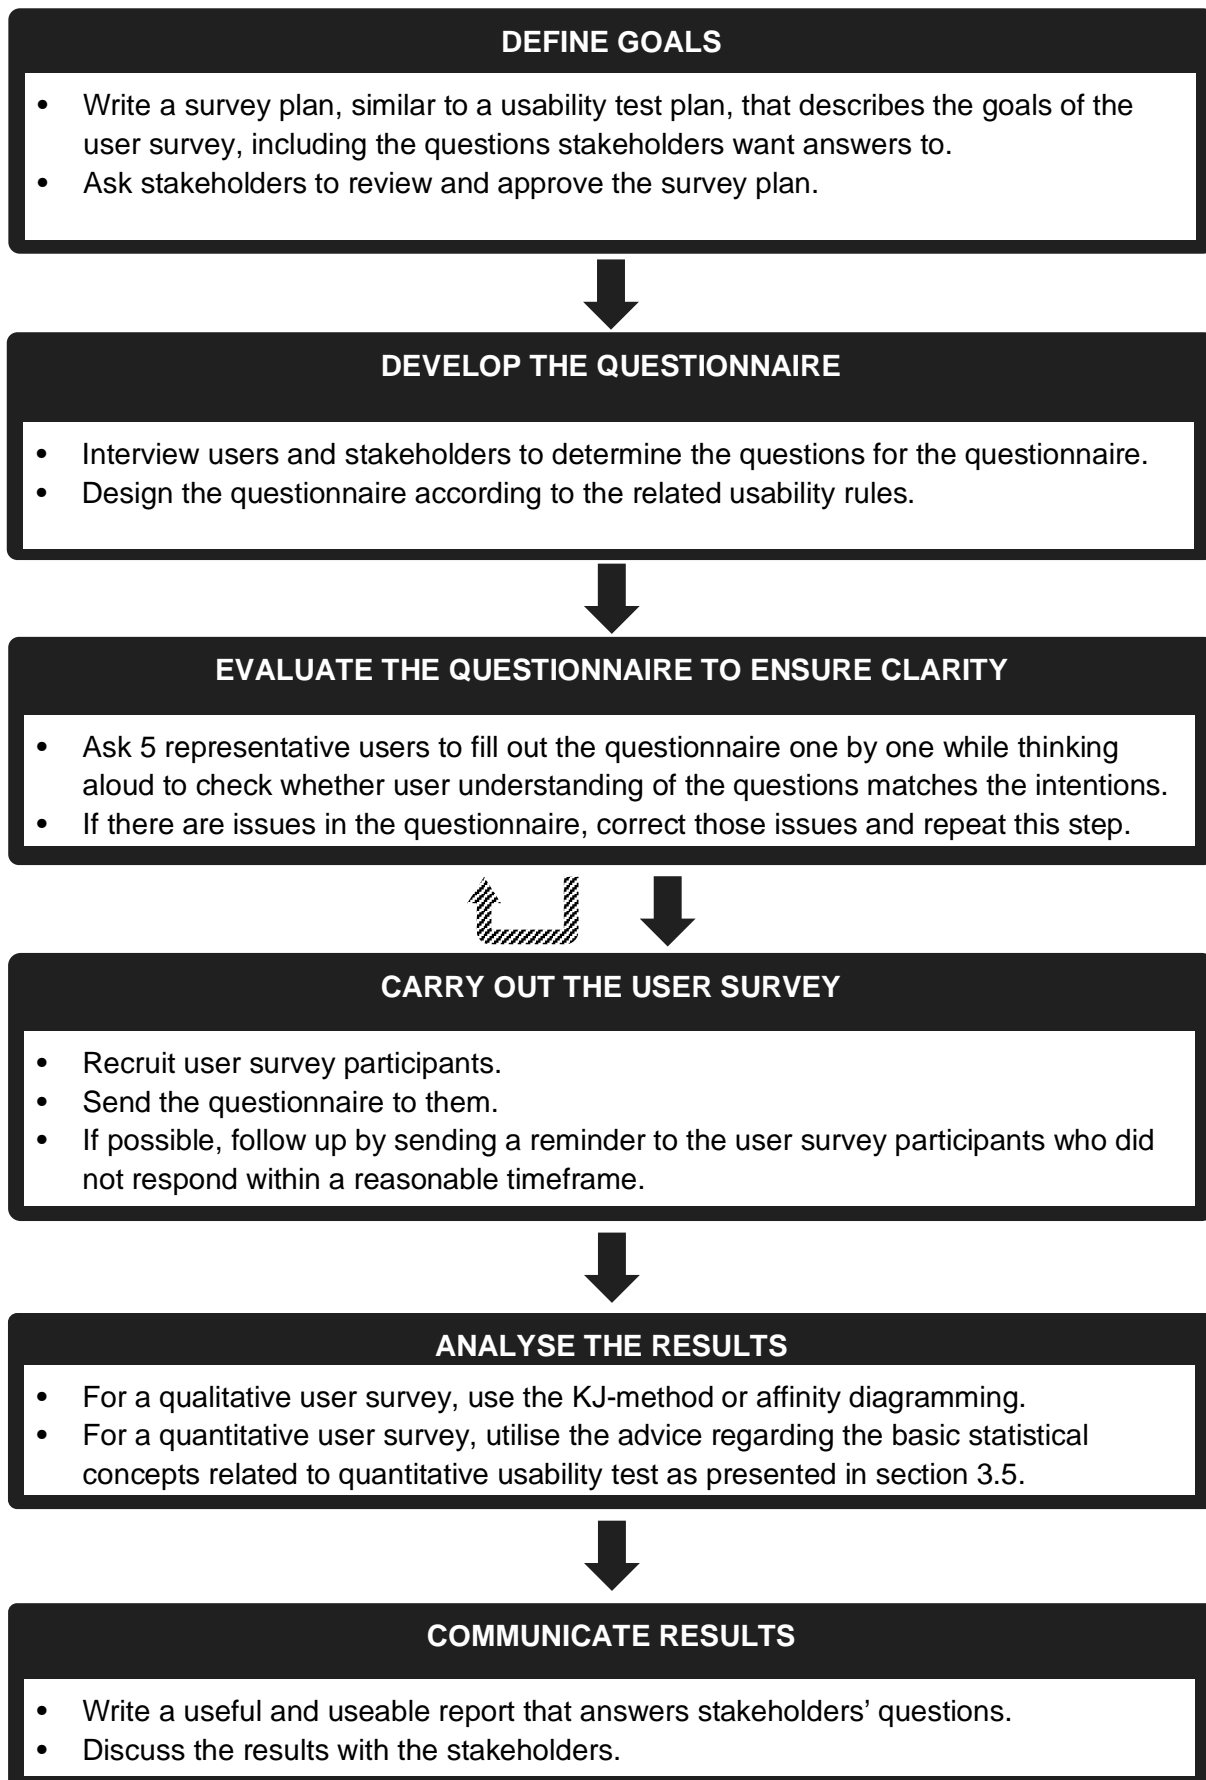 DEFINE GOALS
• Write a survey plan, similar to a usability test plan, that describes the goals of the
user survey, including the questions stakeholders want answers to.
• Ask stakeholders to review and approve the survey plan.
DEVELOP THE QUESTIONNAIRE
• Interview users and stakeholders to determine the questions for the questionnaire.
• Design the questionnaire according to the related usability rules.
EVALUATE THE QUESTIONNAIRE TO ENSURE CLARITY
• Ask 5 representative users to fill out the questionnaire one by one while thinking
aloud to check whether user understanding of the questions matches the intentions.
• If there are issues in the questionnaire, correct those issues and repeat this step.
CARRY OUT THE USER SURVEY
• Recruit user survey participants.
• Send the questionnaire to them.
• If possible, follow up by sending a reminder to the user survey participants who did
not respond within a reasonable timeframe.
ANALYSE THE RESULTS
• For a qualitative user survey, use the KJ-method or affinity diagramming.
• For a quantitative user survey, utilise the advice regarding the basic statistical
concepts related to quantitative usability test as presented in section 3.5.
COMMUNICATE RESULTS
• Write a useful and useable report that answers stakeholders’ questions.
• Discuss the results with the stakeholders.